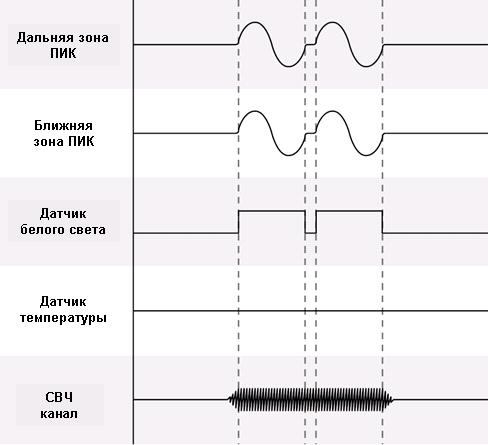 Дальняя зона
ПИК
Ближняя
зона ПИК
Датчик
белого света
Датчик
температуры
СВЧ
канал